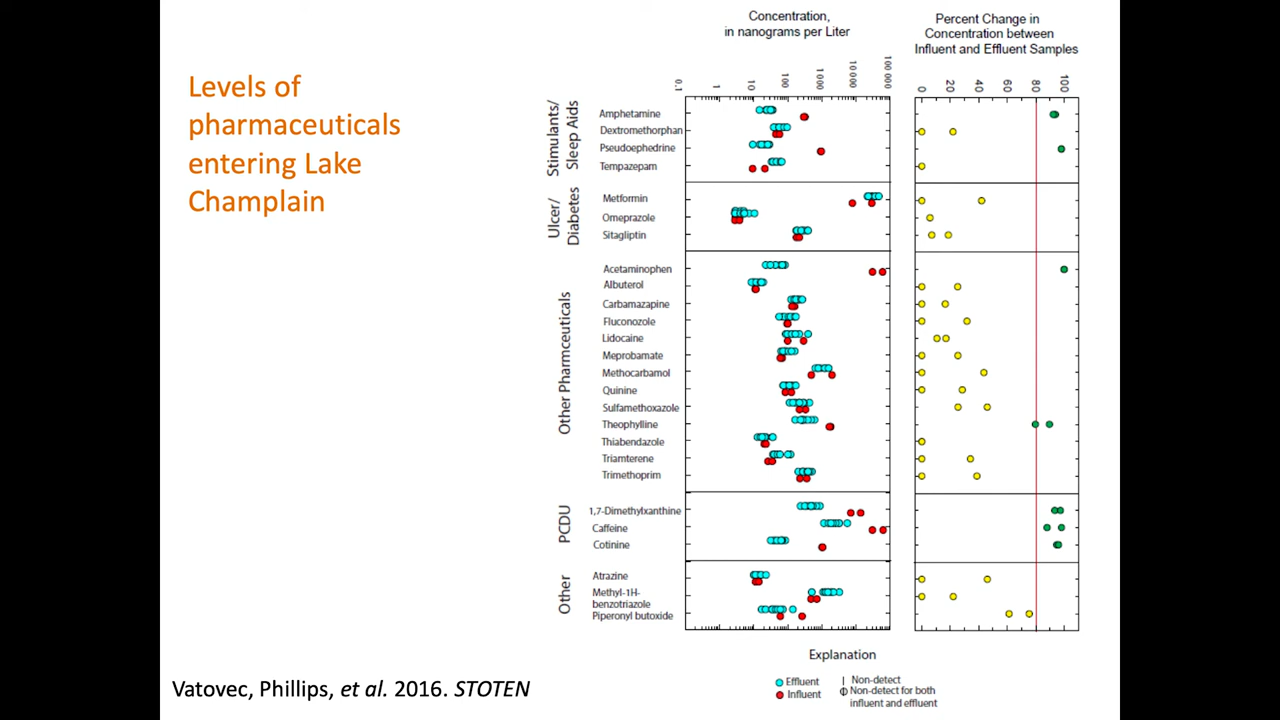 Levels of
pharmaceuticals
entering Lake
Champlain
Concentration,
in nanograms per Liter
0.1
1
10
100
1 000
10 000
100 000
Percent Change in
Concentration between
Influent and Effluent Samples
0
20
40
60
80
100
Stimulants/
Sleep Aids
Amphetamine
Dextromethorphan
Pseudoephedrine
Tempazepam
Ulcer/
Diabetes
Metformin
Omeprazole
Sitagliptin
Other Pharmceuticals
Acetaminophen
Albuterol
Carbamazapine
Fluconozole
Lidocaine
Meprobamate
Methocarbamol
Quinine
Sulfamethoxazole
Theophylline
Thiabendazole
Triamterene
Trimethoprim
PCDU
1,7-Dimethylxanthine
Caffeine
Cotinine
Other
Atrazine
Methyl-1H-
benzotriazole
Piperonyl butoxide
Explanation
Effluent
Influent
Non-detect
Non-detect for both
influent and effluent
Vatovec, Phillips, et al. 2016. STOTEN